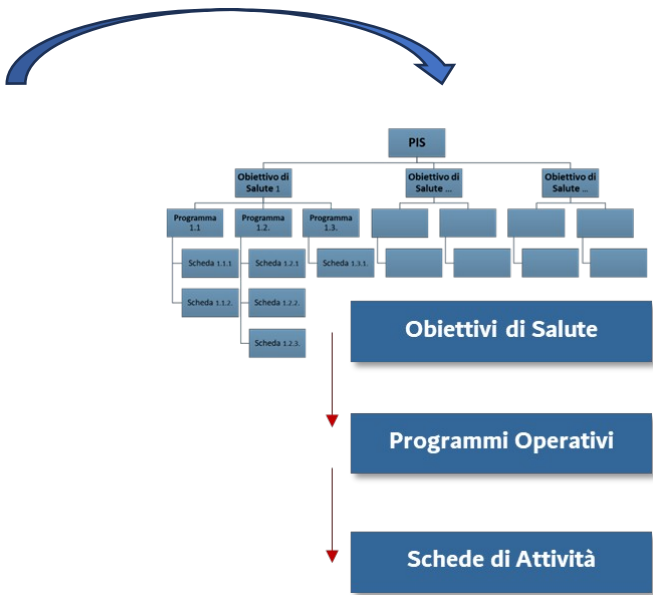 PIS
Obiettivo di
Salute 1
Obiettivo di
Salute ...
Obiettivo di
Salute ..
Programma
1.1
Programma
1.2.
Programma
1.3.
Scheda 1.1.1
Scheda 1.2.1
Scheda 1.3.1.
Scheda 1.1.2.
Scheda 1.2.2.
Scheda 1.2.3.
Obiettivi di Salute
Programmi Operativi
Schede di Attività